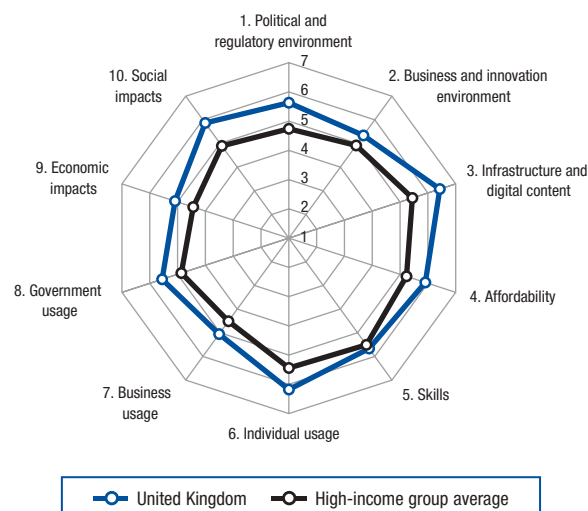 1. Political and
regulatory environment
2. Business and innovation
environment
3. Infrastructure and
digital content
4. Affordability
5. Skills
6. Individual usage
7. Business
usage
8. Government
usage
9. Economic
impacts
10. Social
impacts
7
6
5
4
3
2
1
United Kingdom
High-income group average